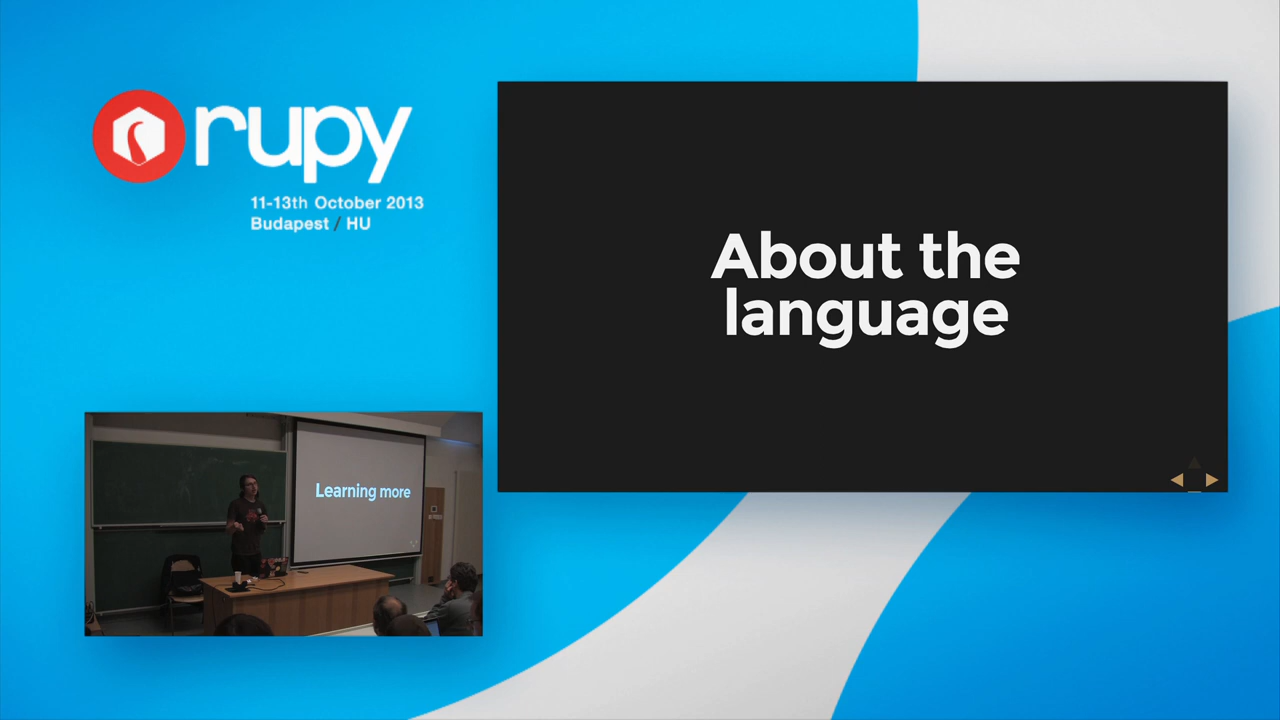 rupy
11-13th October 2013
Budapest / HU
About the
language
Learning more